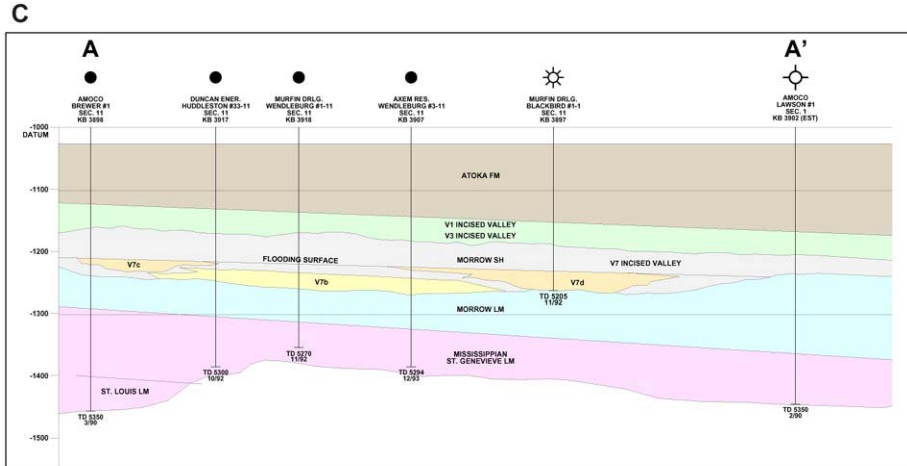 C
A
A’
AMOCO
BREWER #1
SEC. 11
KB 3898
DUNCAN ENER.
HUDDLESTON #33-11
SEC. 11
KB 3917
MURFIN DRLG.
WENDLEBURG #1-11
SEC. 11
KB 3918
AXEM RES.
WENDLEBURG #3-11
SEC. 11
KB 3907
MURFIN DRLG.
BLACKBIRD #1-1
SEC. 11
KB 3897
AMOCO
LAWSON #1
SEC. 1
KB 3902 (EST)
-1000
DATUM
ATOKA FM
-1100
V1 INCISED VALLEY
V3 INCISED VALLEY
-1200
FLOODING SURFACE
MORROW SH
V7 INCISED VALLEY
V7c
V7b
V7d
TD 5205
11/92
-1300
MORROW LM
TD 5270
11/92
MISSISSIPPIAN
ST. GENEVIEVE LM
TD 5300
10/92
TD 5294
12/93
-1400
ST. LOUIS LM
TD 5350
3/90
TD 5350
2/90
-1500